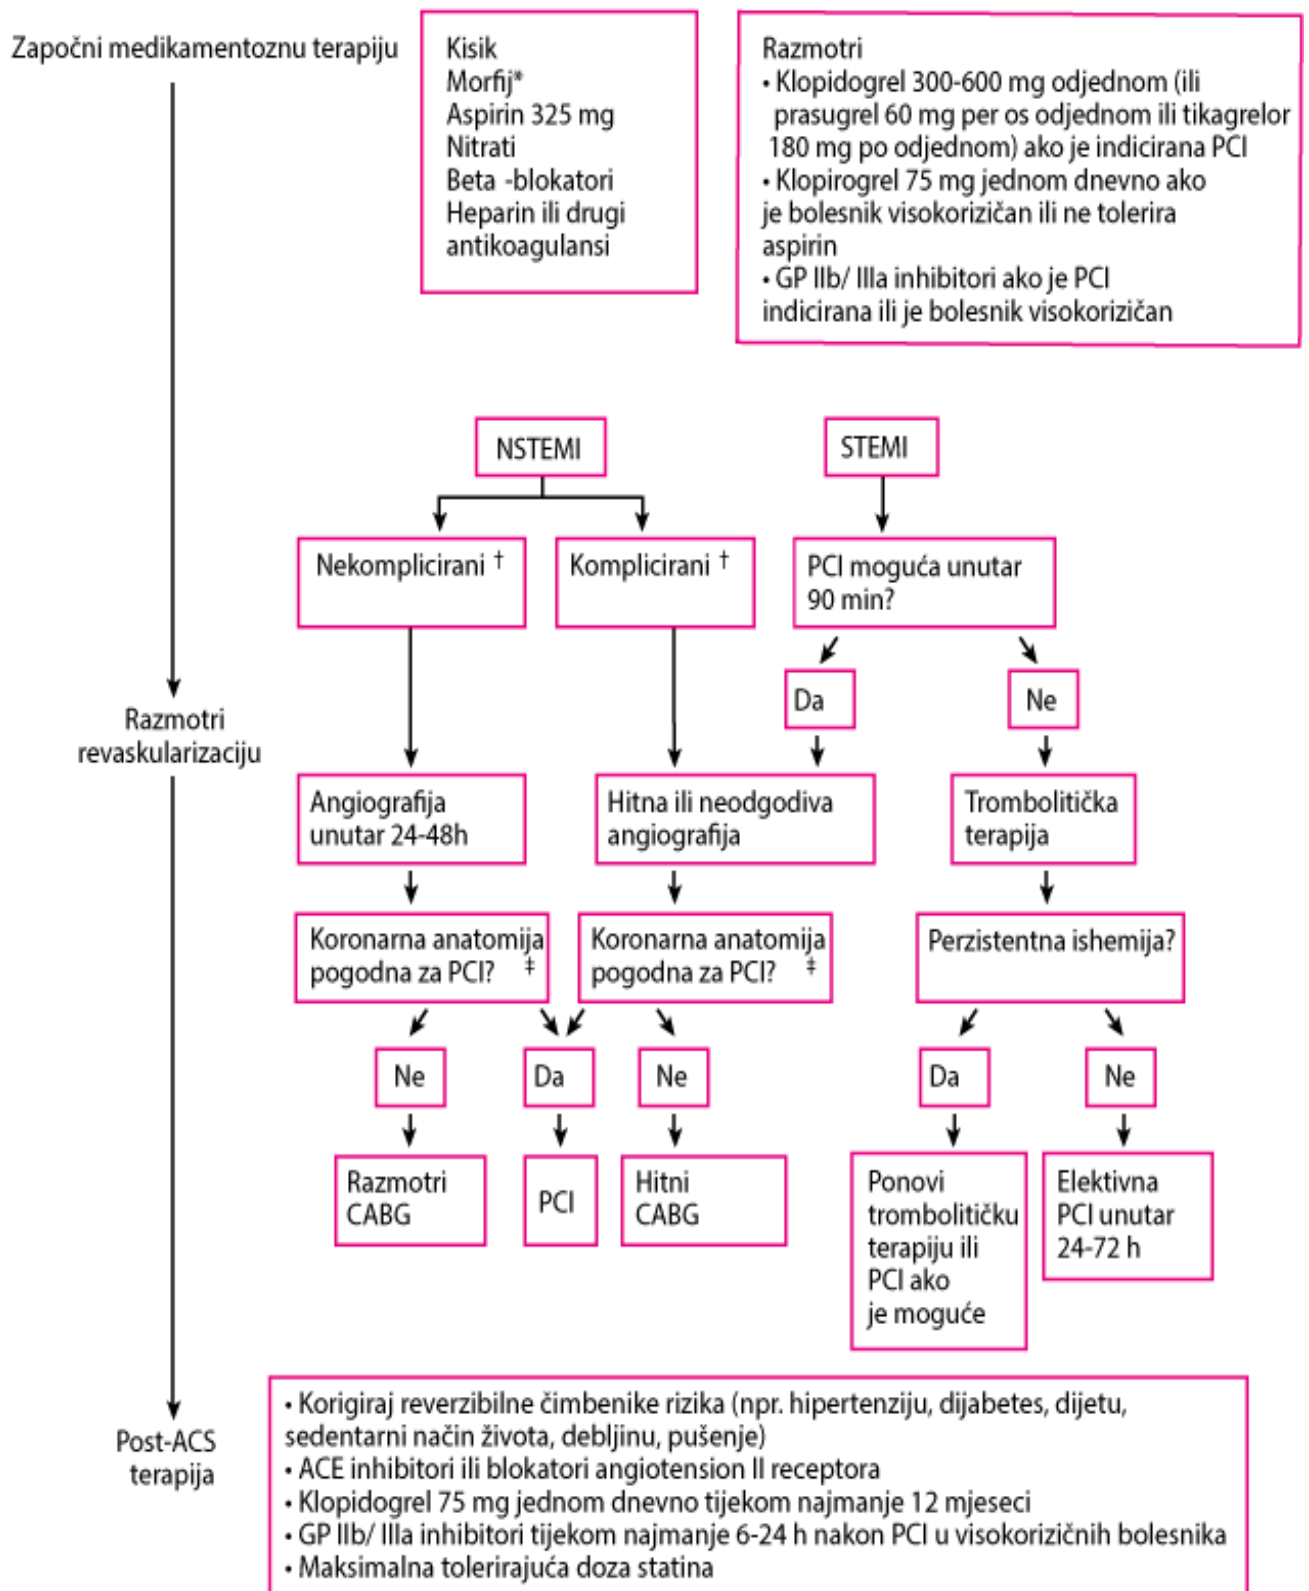 Započni medikamentoznu terapiju
Kisik
Morfij*
Aspirin 325 mg
Nitrati
Beta -blokatori
Heparin ili drugi
antikoagulansi
Razmotri
• Klopidogrel 300-600 mg odjednom (ili
prasugrel 60 mg per os odjednom ili tikagrelor
180 mg po odjednom) ako je indicirana PCI
• Klopirogrel 75 mg jednom dnevno ako
je bolesnik visokorizičan ili ne tolerira
aspirin
• GP IIb/ IIIa inhibitori ako je PCI
indicirana ili je bolesnik visokorizičan
NSTEMI
STEMI
Nekomplicirani †
Komplicirani †
PCI moguća unutar
90 min?
Da
Ne
Razmotri
revaskularizaciju
Angiografija
unutar 24-48h
Hitna ili neodgodiva
angiografija
Trombolitička
terapija
Koronarna anatomija
pogodna za PCI? ‡
Koronarna anatomija
pogodna za PCI? ‡
Perzistentna ishemija?
Ne
Da
Ne
Da
Ne
Razmotri
CABG
PCI
Hitni
CABG
Ponovi
trombolitičku
terapiju ili
PCI ako
je moguće
Elektivna
PCI unutar
24-72 h
Post-ACS
terapija
• Korigiraj reverzibilne čimbenike rizika (npr. hipertenziju, dijabetes, dijetu,
sedentarni način života, debljinu, pušenje)
• ACE inhibitori ili blokatori angiotension II receptora
• Klopidogrel 75 mg jednom dnevno tijekom najmanje 12 mjeseci
• GP IIb/ IIIa inhibitori tijekom najmanje 6-24 h nakon PCI u visokorizičnih bolesnika
• Maksimalna tolerirajuća doza statina